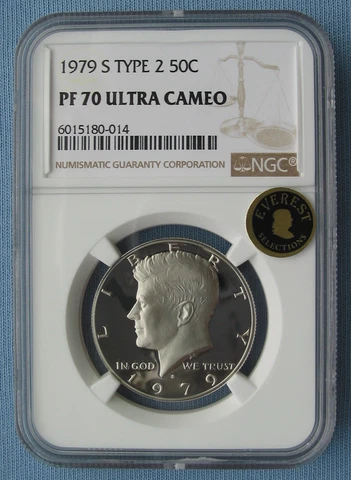 1979 S TYPE 2 50C
PF 70 ULTRA CAMEO
6015180-014
NUMISMATIC GUARANTY CORPORATION
NGC®
EVEREST
SELECTIONS
LIBERTY
IN GOD WE TRUST
S
1979